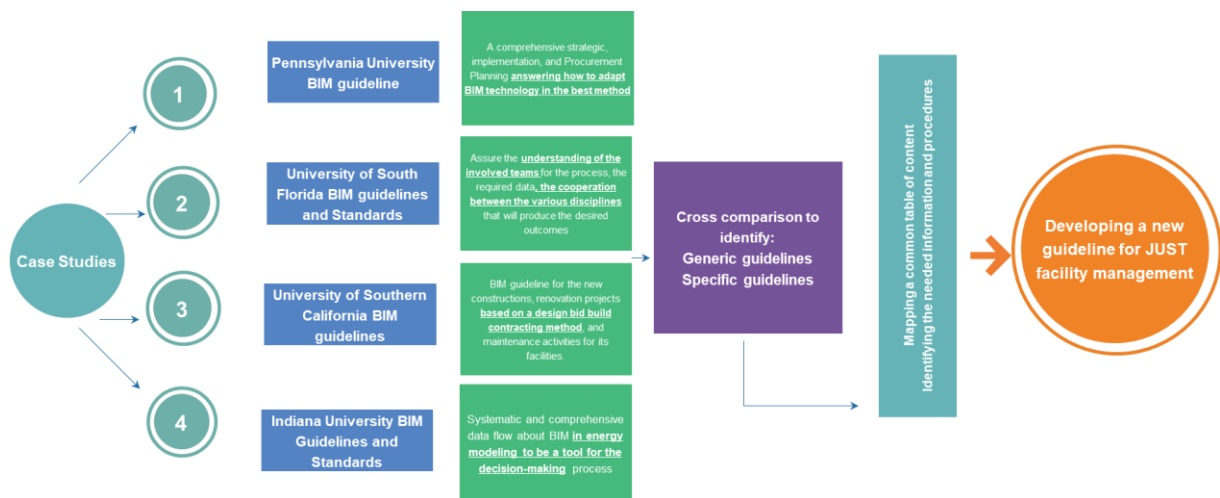 Case Studies
1
Pennsylvania University
BIM guideline
A comprehensive strategic,
implementation, and Procurement
Planning answering how to adapt
BIM technology in the best method
2
University of South
Florida BIM guidelines
and Standards
Assure the understanding of the
involved teams for the process, the
required data, the cooperation
between the various disciplines
that will produce the desired
outcomes
3
University of Southern
California BIM
guidelines
BIM guideline for the new
constructions, renovation projects
based on a design bid build
contracting method, and
maintenance activities for its
facilities.
4
Indiana University BIM
Guidelines and
Standards
Systematic and comprehensive
data flow about BIM in energy
modeling to be a tool for the
decision-making process
Cross comparison to
identify:
Generic guidelines
Specific guidelines
Mapping a common table of content
Identifying the needed information and procedures
Developing a new
guideline for JUST
facility management